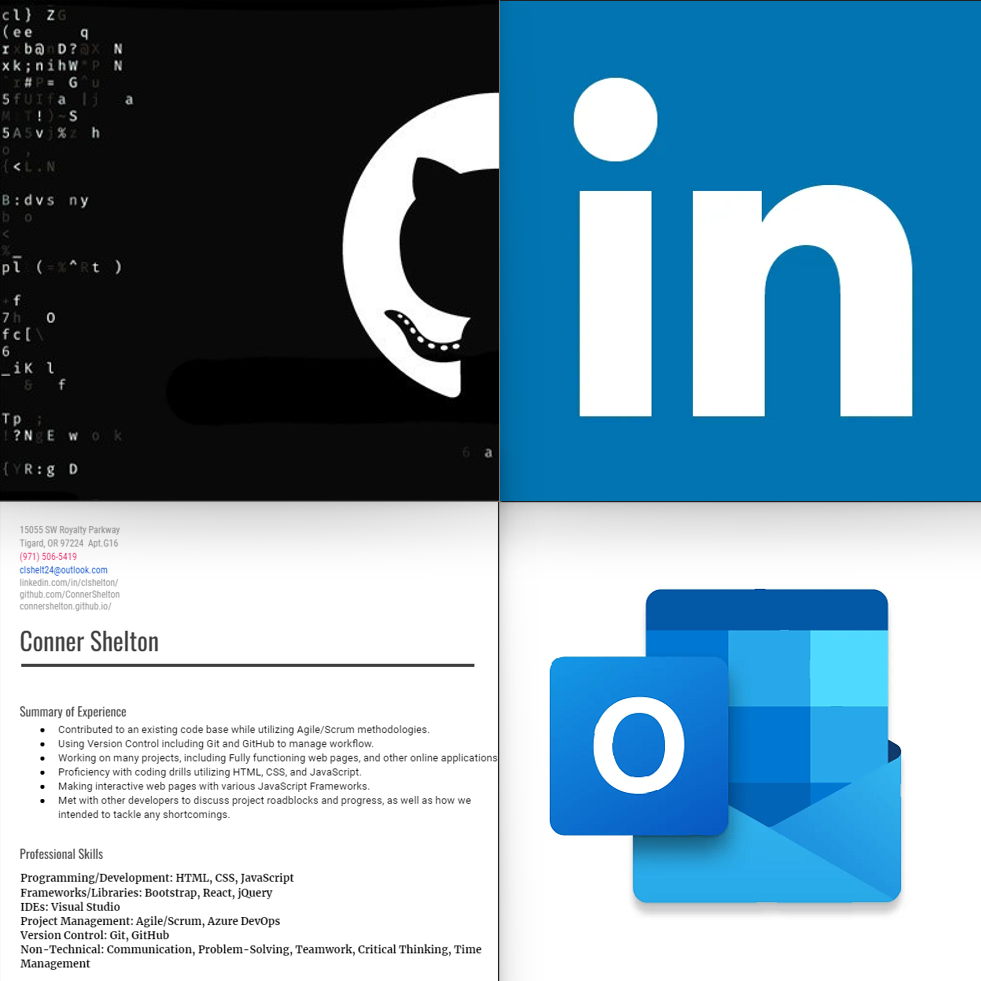 cl} ZG
(ee q
rxb@nD?@X N
xk;nihW*P N
`r#P= G^u
5fUIfa |j a
M T!)~S
5A5vj%z h
o ,
{<L.N
B:dvs ny
b o
<
%_
pl (=%^Rt )
+f
7h O
fc[\
6
_iK l
& f
Tp ;
!?NgE w o k
6 a
{YR:g D
in
15055 SW Royalty Parkway
Tigard, OR 97224 Apt.G16
(971) 506-5419
clshelt24@outlook.com
linkedin.com/in/clshelton/
github.com/ConnerShelton
connershelton.github.io/
Conner Shelton
Summary of Experience
● Contributed to an existing code base while utilizing Agile/Scrum methodologies.
● Using Version Control including Git and GitHub to manage workflow.
● Working on many projects, including Fully functioning web pages, and other online applications
● Proficiency with coding drills utilizing HTML, CSS, and JavaScript.
● Making interactive web pages with various JavaScript Frameworks.
● Met with other developers to discuss project roadblocks and progress, as well as how we
intended to tackle any shortcomings.
Professional Skills
Programming/Development: HTML, CSS, JavaScript
Frameworks/Libraries: Bootstrap, React, jQuery
IDEs: Visual Studio
Project Management: Agile/Scrum, Azure DevOps
Version Control: Git, GitHub
Non-Technical: Communication, Problem-Solving, Teamwork, Critical Thinking, Time
Management
O